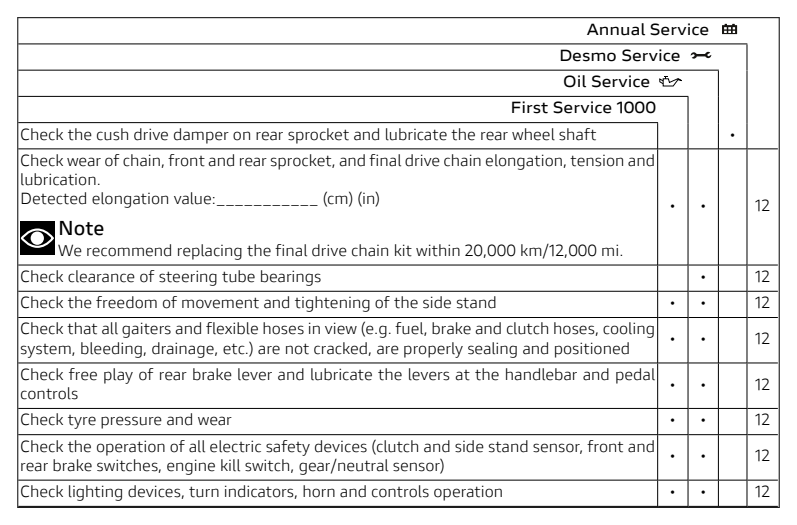 Annual Service
Desmo Service
Oil Service
First Service 1000
Check the cush drive damper on rear sprocket and lubricate the rear wheel shaft •
Check wear of chain, front and rear sprocket, and final drive chain elongation, tension and
lubrication.
Detected elongation value:___________ (cm) (in)
• • 12
Note
We recommend replacing the final drive chain kit within 20,000 km/12,000 mi.
Check clearance of steering tube bearings • 12
Check the freedom of movement and tightening of the side stand • • 12
Check that all gaiters and flexible hoses in view (e.g. fuel, brake and clutch hoses, cooling
system, bleeding, drainage, etc.) are not cracked, are properly sealing and positioned • • 12
Check free play of rear brake lever and lubricate the levers at the handlebar and pedal
controls • • 12
Check tyre pressure and wear • • 12
Check the operation of all electric safety devices (clutch and side stand sensor, front and
rear brake switches, engine kill switch, gear/neutral sensor) • • 12
Check lighting devices, turn indicators, horn and controls operation • • 12